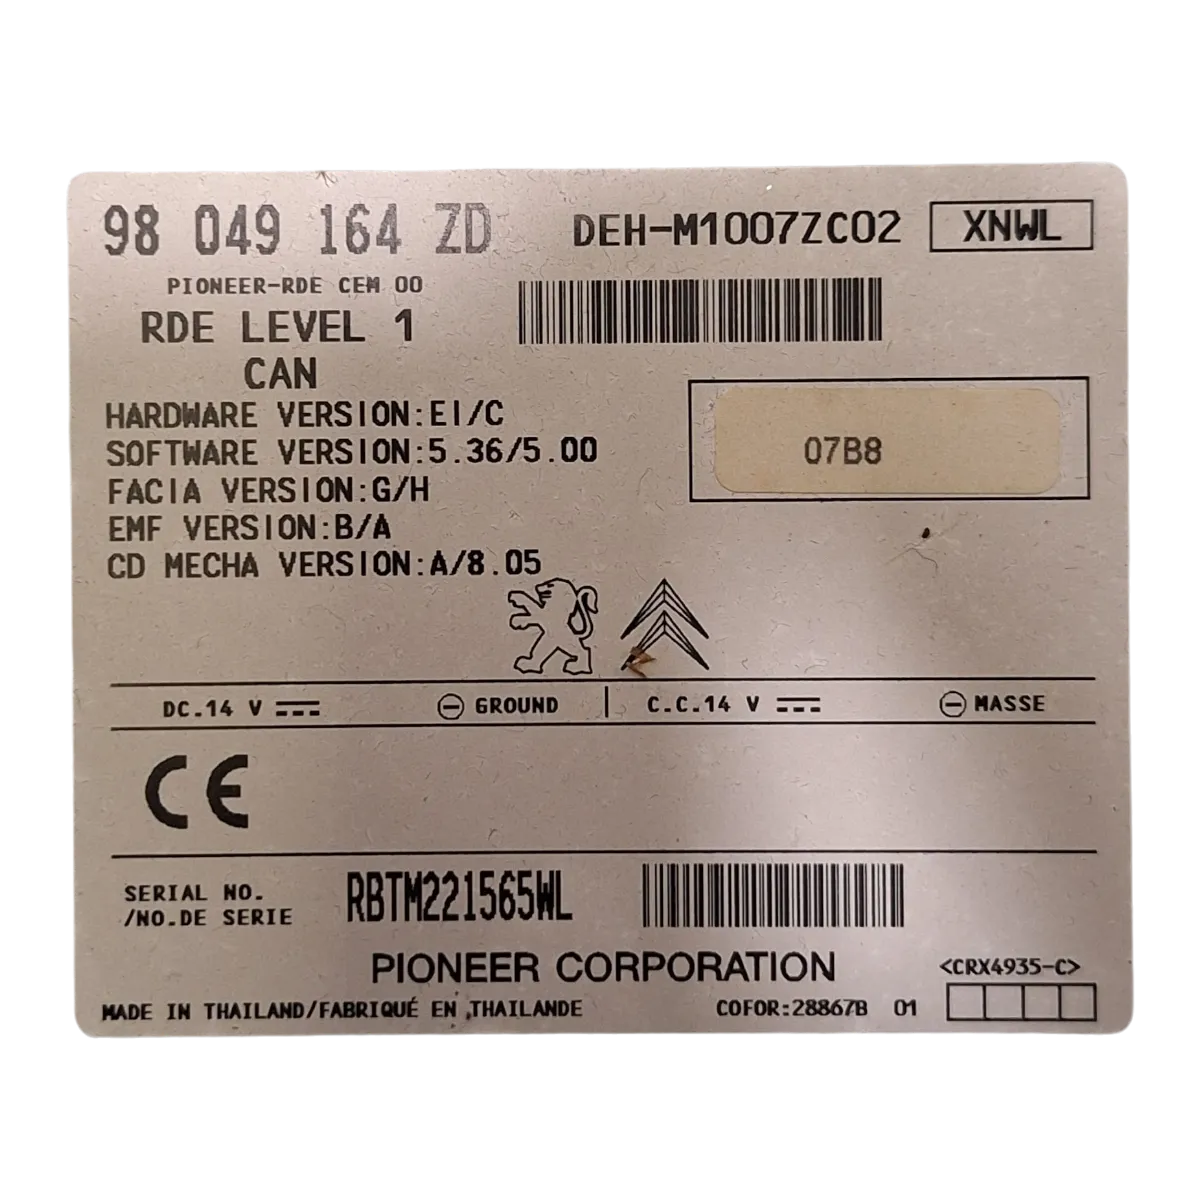 98 049 164 ZD DEH-M1007ZC02 XNWL
PIONEER-RDE CEM 00
RDE LEVEL 1
CAN
HARDWARE VERSION:EI/C
SOFTWARE VERSION:5.36/5.00
07B8
FACIA VERSION:G/H
EMF VERSION:B/A
CD MECHA VERSION:A/8.05
DC.14 V GROUND C.C.14 V MASSE
CE
SERIAL NO.
/NO.DE SERIE
RBTM221565WL
PIONEER CORPORATION
<CRX4935-C>
MADE IN THAILAND/FABRIQUÉ EN THAILANDE COFOR:28867B 01